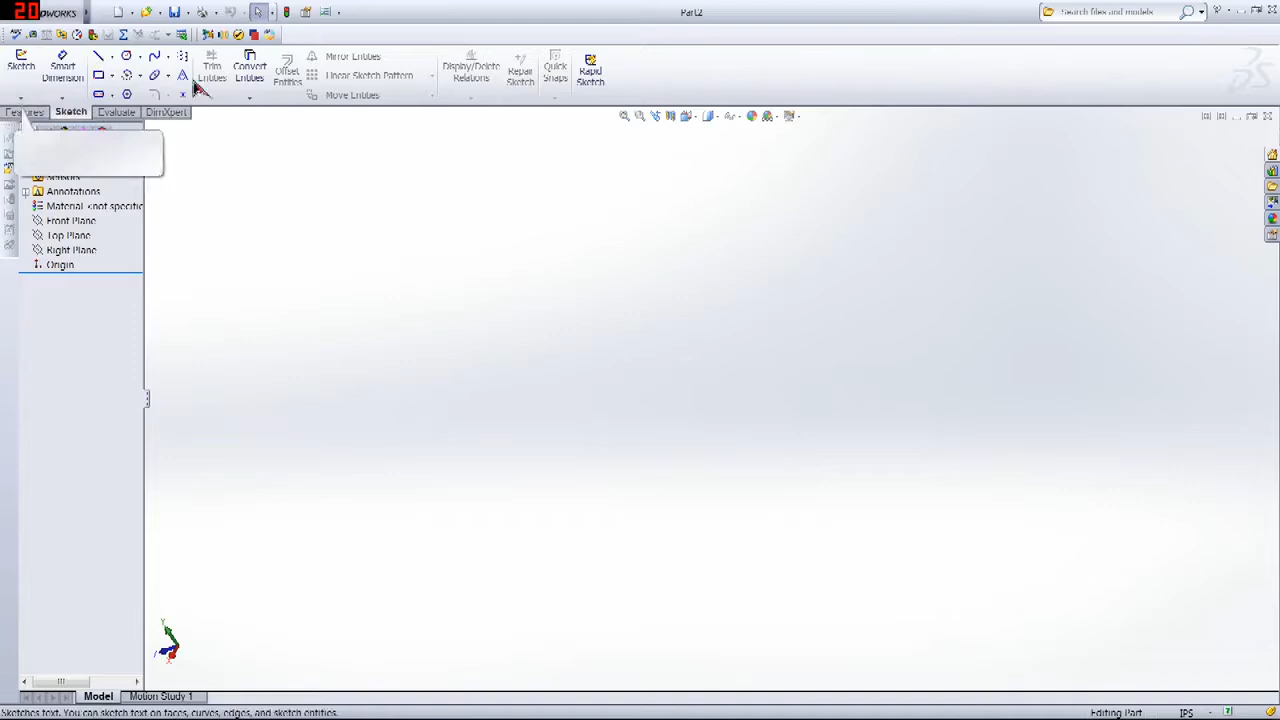 20
Part2
Search files and models
Sketch
Smart
Dimension
Trim
Entities
Convert
Entities
Offset
Entities
Mirror Entities
Linear Sketch Pattern
Move Entities
Display/Delete
Relations
Repair
Sketch
Quick
Snaps
Rapid
Sketch
Features
Sketch
Evaluate
DimXpert
Sensors
Annotations
Material <not specifie
Front Plane
Top Plane
Right Plane
Origin
Y
X
Model
Motion Study 1
Sketches text. You can sketch text on faces, curves, edges, and sketch entities.
Editing Part
IPS